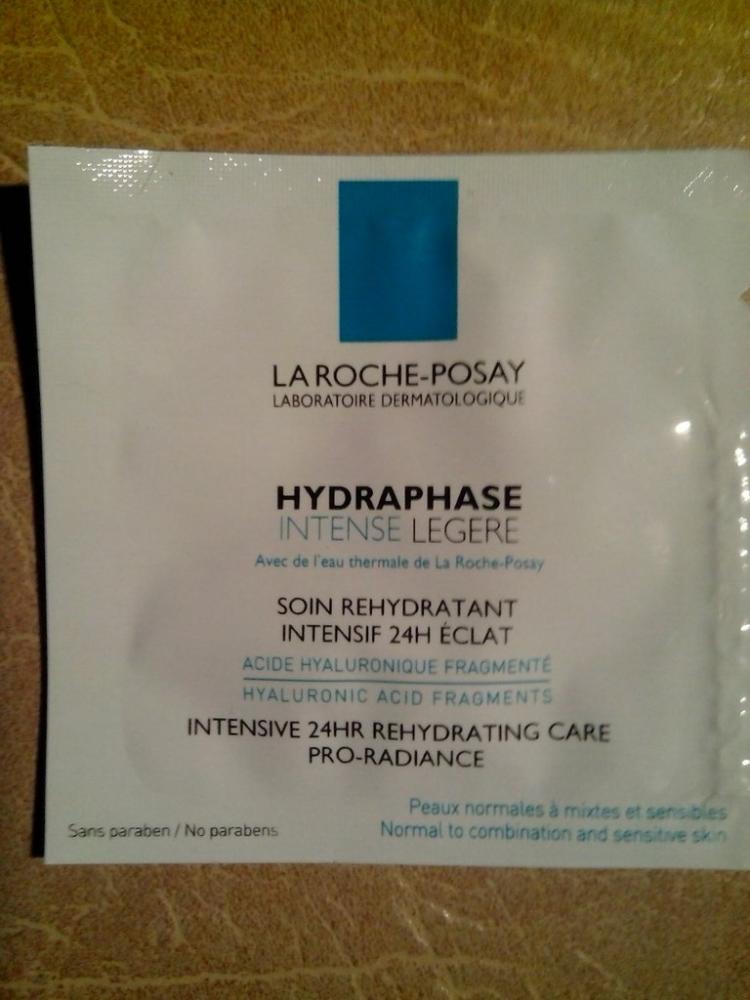 LA ROCHE-POSAY
LABORATOIRE DERMATOLOGIQUE
HYDRAPHASE
INTENSE LEGERE
Avec de l'eau thermale de La Roche-Posay
SOIN REHYDRATANT
INTENSIF 24H ÉCLAT
ACIDE HYALURONIQUE FRAGMENTÉ
HYALURONIC ACID FRAGMENTS
INTENSIVE 24HR REHYDRATING CARE
PRO-RADIANCE
Peaux normales à mixtes et sensibles
Normal to combination and sensitive skin
Sans paraben / No parabens